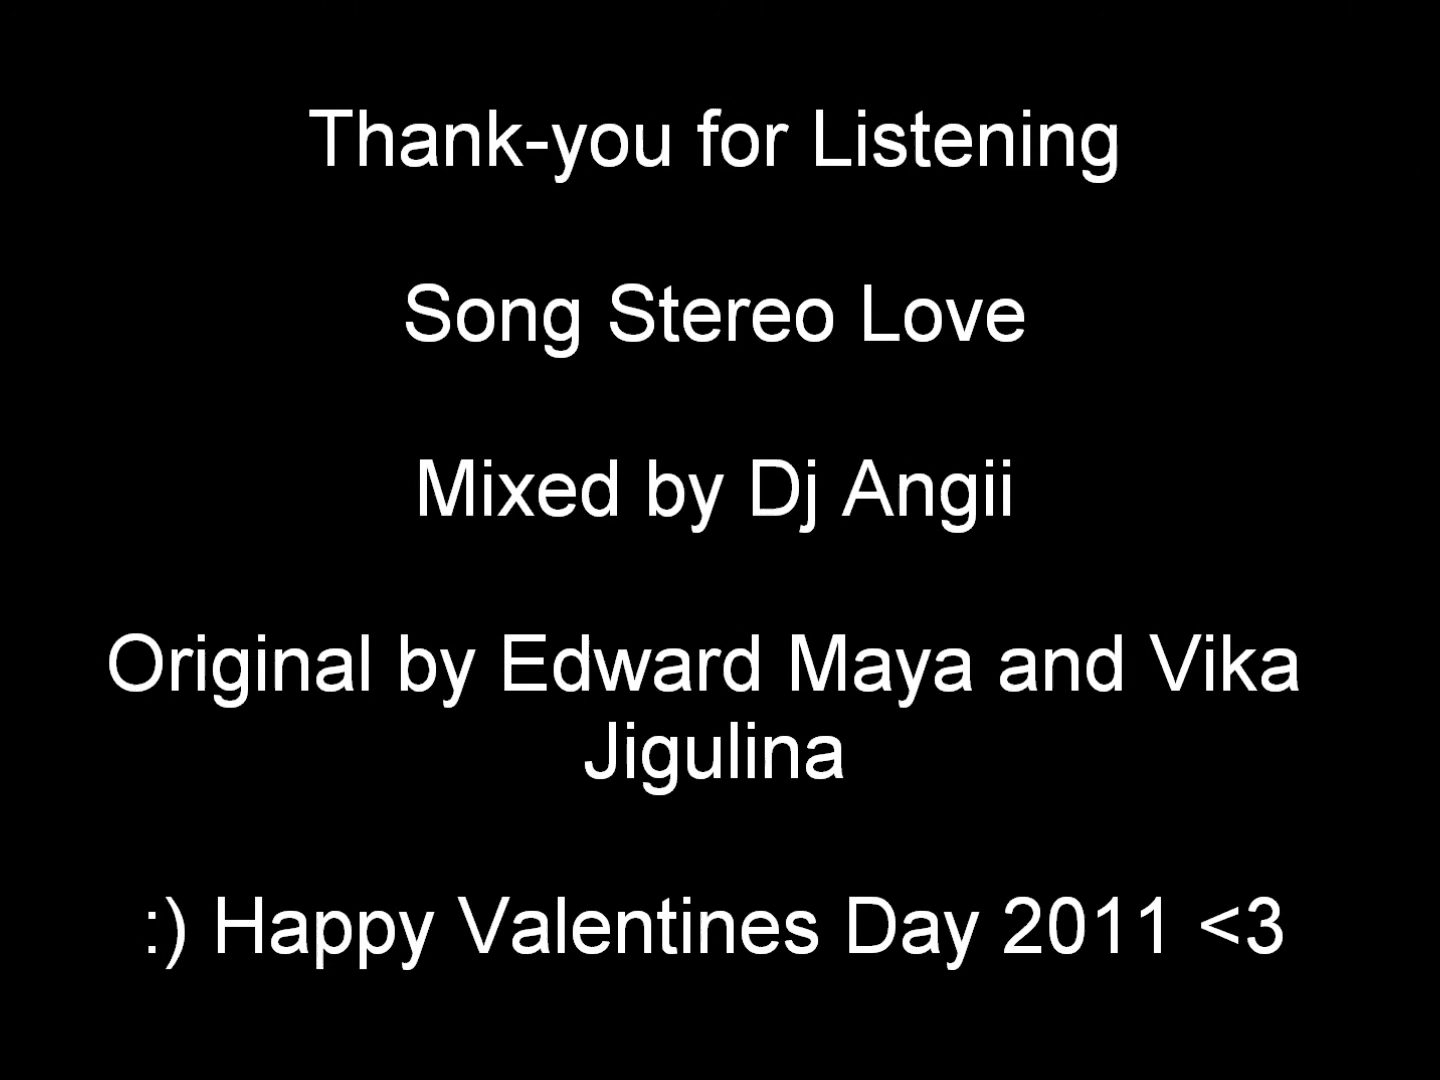 Thank-you for Listening
Song Stereo Love
Mixed by Dj Angii
Original by Edward Maya and Vika
Jigulina
:) Happy Valentines Day 2011 <3